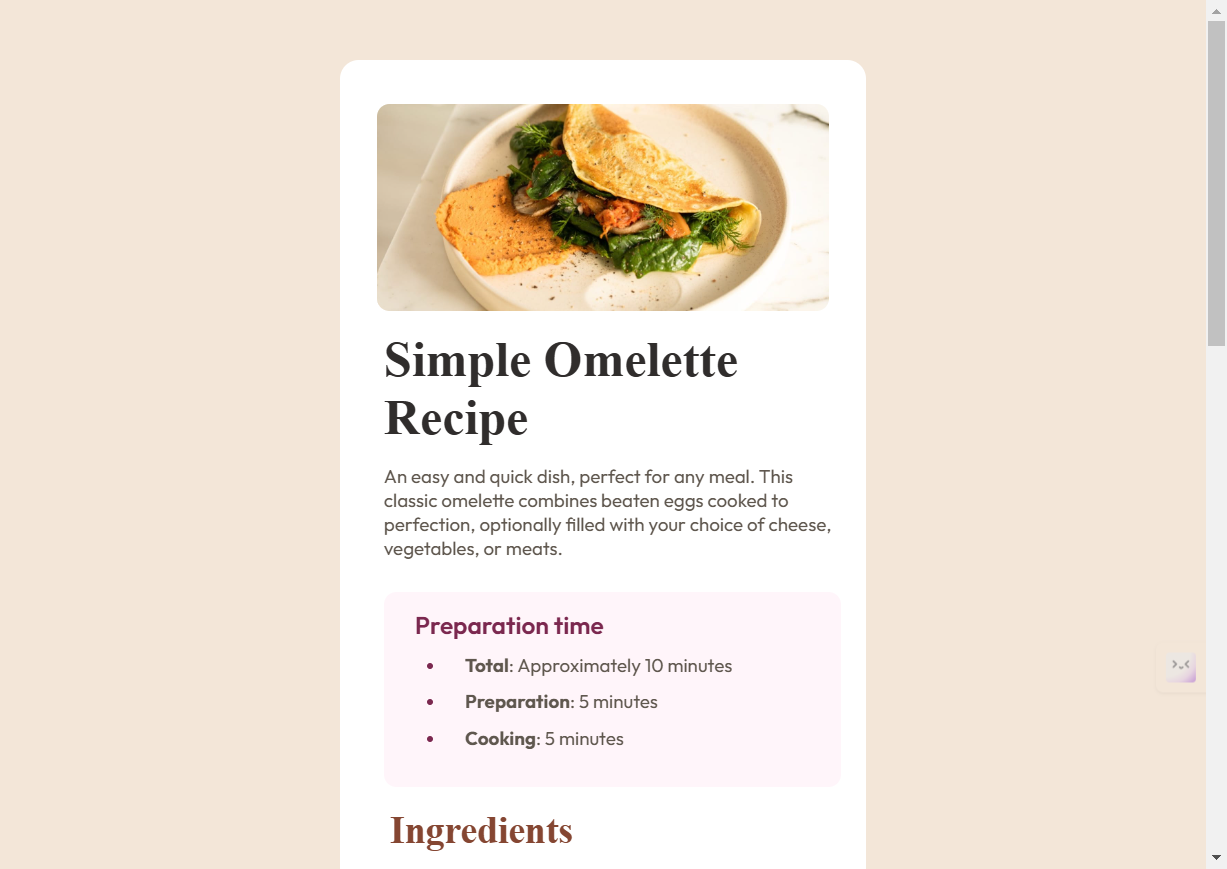 Simple Omelette
Recipe
An easy and quick dish, perfect for any meal. This
classic omelette combines beaten eggs cooked to
perfection, optionally filled with your choice of cheese,
vegetables, or meats.
Preparation time
• Total: Approximately 10 minutes
• Preparation: 5 minutes
• Cooking: 5 minutes
Ingredients